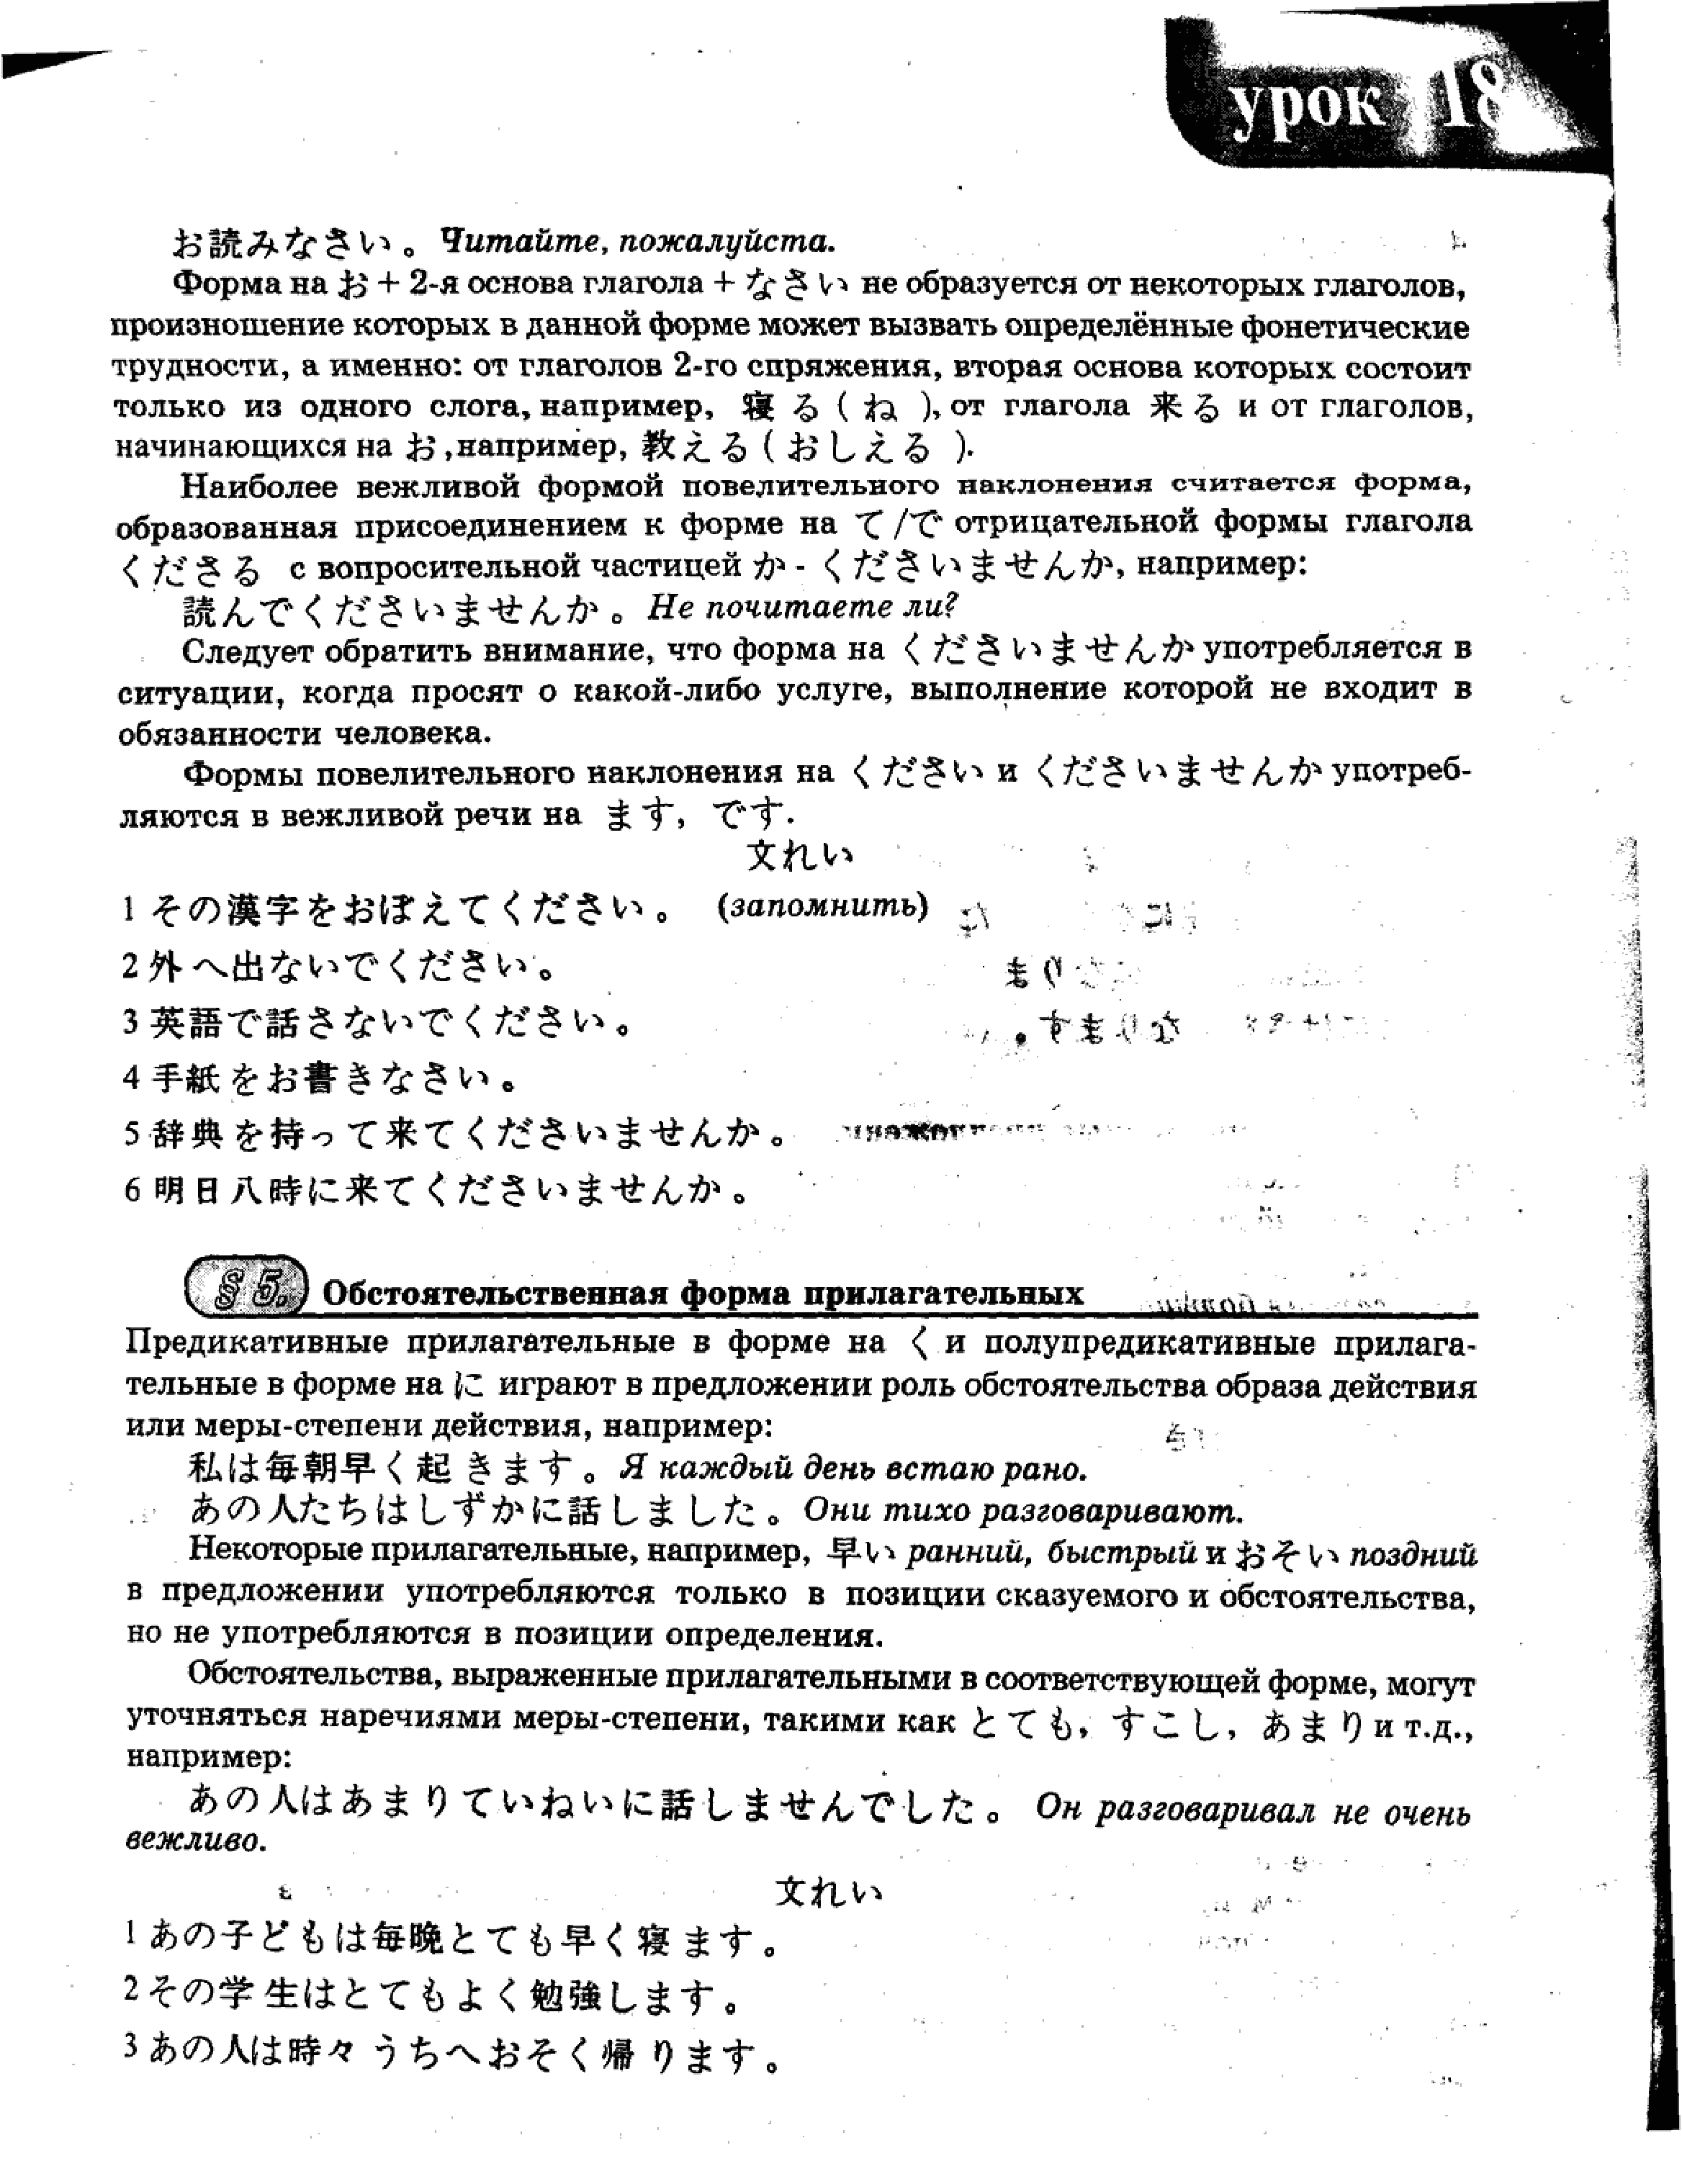 урок 18
お読みなさい。Читайте, пожалуйста.
Форма на お + 2-я основа глагола + なさい не образуется от некоторых глаголов,
произношение которых в данной форме может вызвать определённые фонетические
трудности, а именно: от глаголов 2-го спряжения, вторая основа которых состоит
только из одного слога, например, 寝る(ね), от глагола 来る и от глаголов,
начинающихся на お, например, 教える(おしえる).
Наиболее вежливой формой повелительного наклонения считается форма,
образованная присоединением к форме на て/で отрицательной формы глагола
くださる с вопросительной частицей か - くださいませんか, например:
読んでくださいませんか。Не почитаете ли?
Следует обратить внимание, что форма на くださいませんか употребляется в
ситуации, когда просят о какой-либо услуге, выполнение которой не входит в
обязанности человека.
Формы повелительного наклонения на ください и くださいませんか употреб-
ляются в вежливой речи на ます, です.
文れい
1 その漢字をおぼえてください。 (запомнить)
2 外へ出ないでください。
3 英語で話さないでください。
4 手紙をお書きなさい。
5 辞典を持って来てくださいませんか。
6 明日八時に来てくださいませんか。
§ 5. Обстоятельственная форма прилагательных
Предикативные прилагательные в форме на く и полупредикативные прилага-
тельные в форме на に играют в предложении роль обстоятельства образа действия
или меры-степени действия, например:
私は毎朝早く起きます。Я каждый день встаю рано.
あの人たちはしずかに話しました。Они тихо разговаривают.
Некоторые прилагательные, например, 早い ранний, быстрый и おそい поздний
в предложении употребляются только в позиции сказуемого и обстоятельства,
но не употребляются в позиции определения.
Обстоятельства, выраженные прилагательными в соответствующей форме, могут
уточняться наречиями меры-степени, такими как とても, すこし, あまり и т.д.,
например:
あの人はあまりていねいに話しませんでした。Он разговаривал не очень
вежливо.
文れい
1 あの子どもは毎晩とても早く寝ます。
2 その学生はとてもよく勉強します。
3 あの人は時々うちへおそく帰ります。